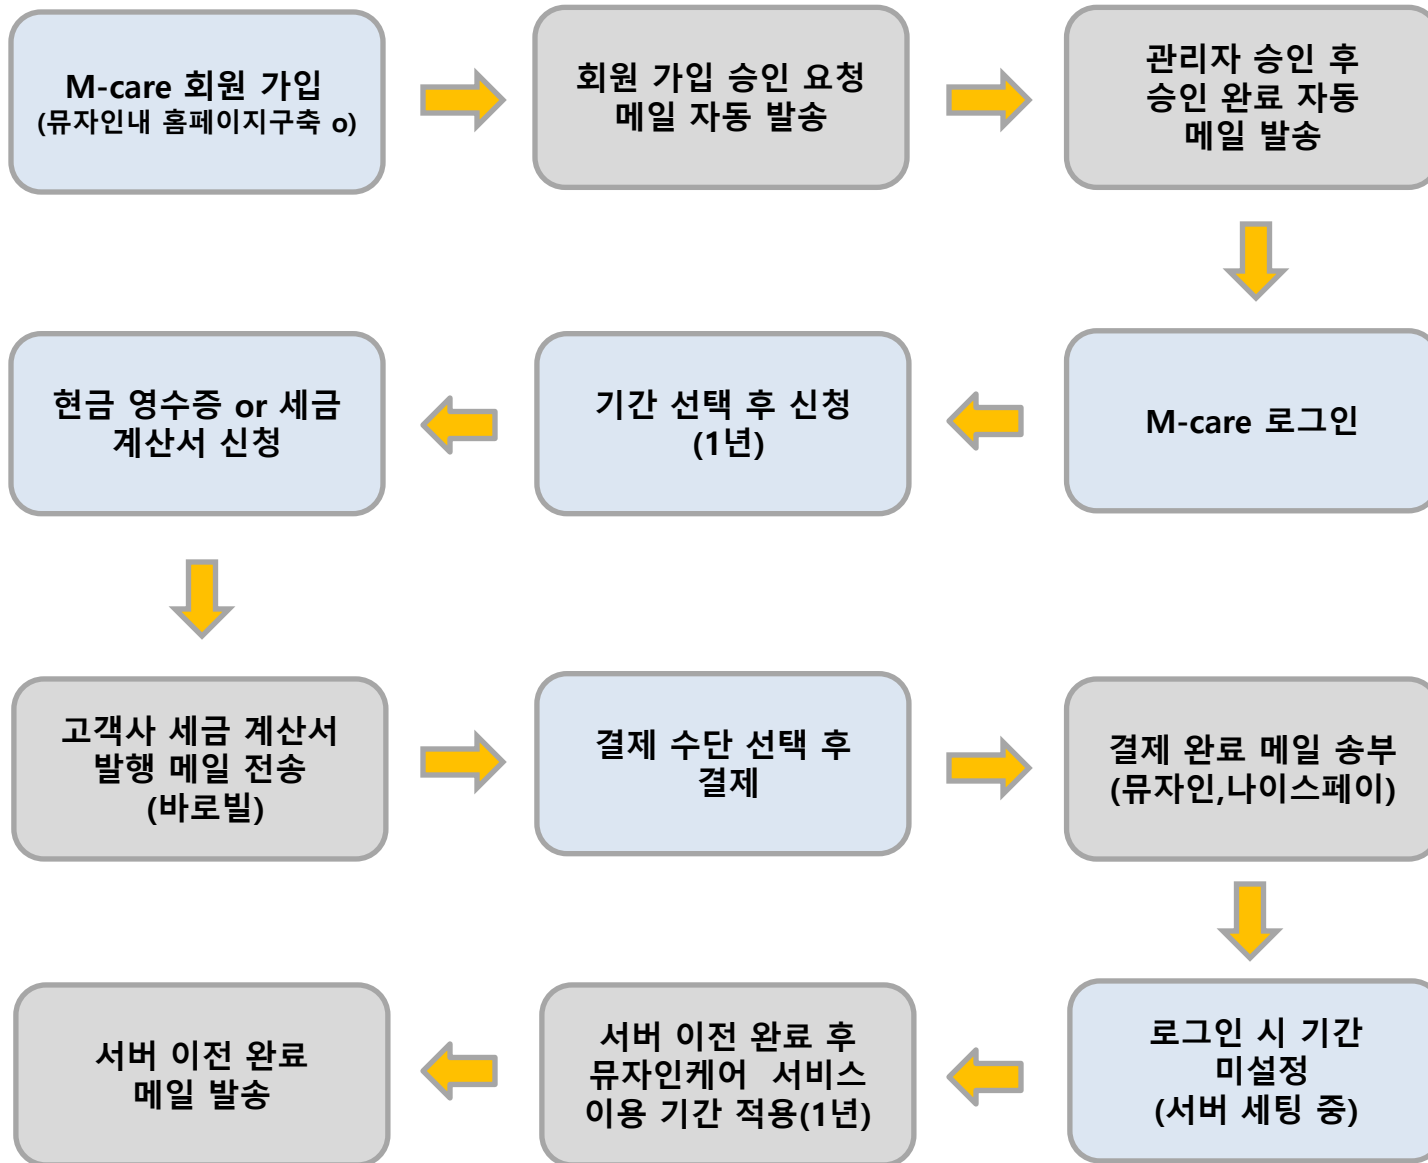 M-care 회원 가입
(뮤자인내 홈페이지구축 o)
회원 가입 승인 요청
메일 자동 발송
관리자 승인 후
승인 완료 자동
메일 발송
M-care 로그인
기간 선택 후 신청
(1년)
현금 영수증 or 세금
계산서 신청
고객사 세금 계산서
발행 메일 전송
(바로빌)
결제 수단 선택 후
결제
결제 완료 메일 송부
(뮤자인,나이스페이)
로그인 시 기간
미설정
(서버 세팅 중)
서버 이전 완료 후
뮤자인케어 서비스
이용 기간 적용(1년)
서버 이전 완료
메일 발송